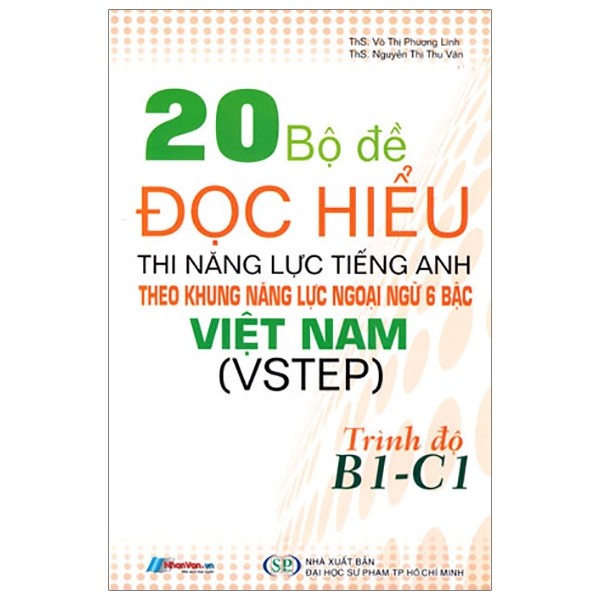 ThS. Võ Thị Phượng Linh
ThS. Nguyễn Thị Thu Vân
20 Bộ đề
ĐỌC HIỂU
THI NĂNG LỰC TIẾNG ANH
THEO KHUNG NĂNG LỰC NGOẠI NGỮ 6 BẬC
VIỆT NAM
(VSTEP)
Trình độ
B1-C1
NhanVan.vn
SP
NHÀ XUẤT BẢN
ĐẠI HỌC SƯ PHẠM TP HỒ CHÍ MINH